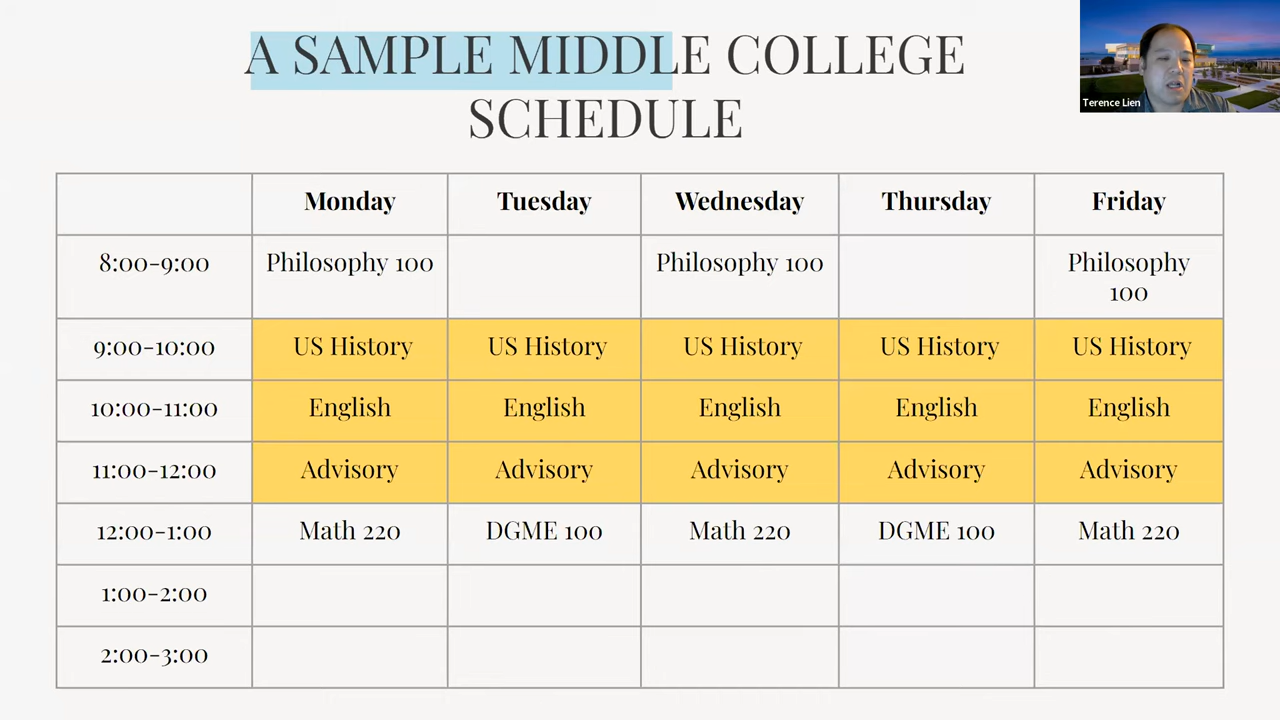 A SAMPLE MIDDLE COLLEGE
SCHEDULE
Terence Lien
Monday Tuesday Wednesday Thursday Friday
8:00-9:00 Philosophy 100 Philosophy 100 Philosophy
100
9:00-10:00 US History US History US History US History US History
10:00-11:00 English English English English English
11:00-12:00 Advisory Advisory Advisory Advisory Advisory
12:00-1:00 Math 220 DGME 100 Math 220 DGME 100 Math 220
1:00-2:00
2:00-3:00